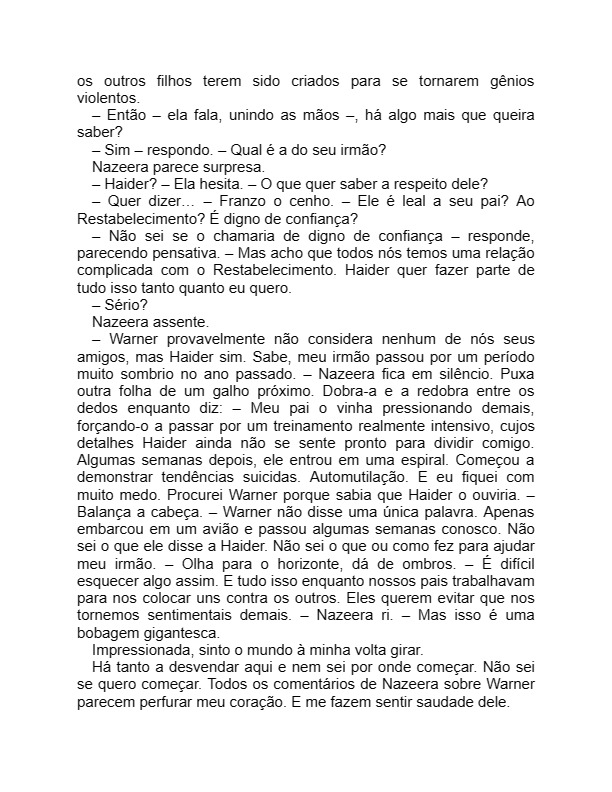 os outros filhos terem sido criados para se tornarem gênios
violentos.
– Então – ela fala, unindo as mãos –, há algo mais que queira
saber?
– Sim – respondo. – Qual é a do seu irmão?
Nazeera parece surpresa.
– Haider? – Ela hesita. – O que quer saber a respeito dele?
– Quer dizer… – Franzo o cenho. – Ele é leal a seu pai? Ao
Restabelecimento? É digno de confiança?
– Não sei se o chamaria de digno de confiança – responde,
parecendo pensativa. – Mas acho que todos nós temos uma relação
complicada com o Restabelecimento. Haider quer fazer parte de
tudo isso tanto quanto eu quero.
– Sério?
Nazeera assente.
– Warner provavelmente não considera nenhum de nós seus
amigos, mas Haider sim. Sabe, meu irmão passou por um período
muito sombrio no ano passado. – Nazeera fica em silêncio. Puxa
outra folha de um galho próximo. Dobra-a e a redobra entre os
dedos enquanto diz: – Meu pai o vinha pressionando demais,
forçando-o a passar por um treinamento realmente intensivo, cujos
detalhes Haider ainda não se sente pronto para dividir comigo.
Algumas semanas depois, ele entrou em uma espiral. Começou a
demonstrar tendências suicidas. Automutilação. E eu fiquei com
muito medo. Procurei Warner porque sabia que Haider o ouviria. –
Balança a cabeça. – Warner não disse uma única palavra. Apenas
embarcou em um avião e passou algumas semanas conosco. Não
sei o que ele disse a Haider. Não sei o que ou como fez para ajudar
meu irmão. – Olha para o horizonte, dá de ombros. – É difícil
esquecer algo assim. E tudo isso enquanto nossos pais trabalhavam
para nos colocar uns contra os outros. Eles querem evitar que nos
tornemos sentimentais demais. – Nazeera ri. – Mas isso é uma
bobagem gigantesca.
Impressionada, sinto o mundo à minha volta girar.
Há tanto a desvendar aqui e nem sei por onde começar. Não sei
se quero começar. Todos os comentários de Nazeera sobre Warner
parecem perfurar meu coração. E me fazem sentir saudade dele.